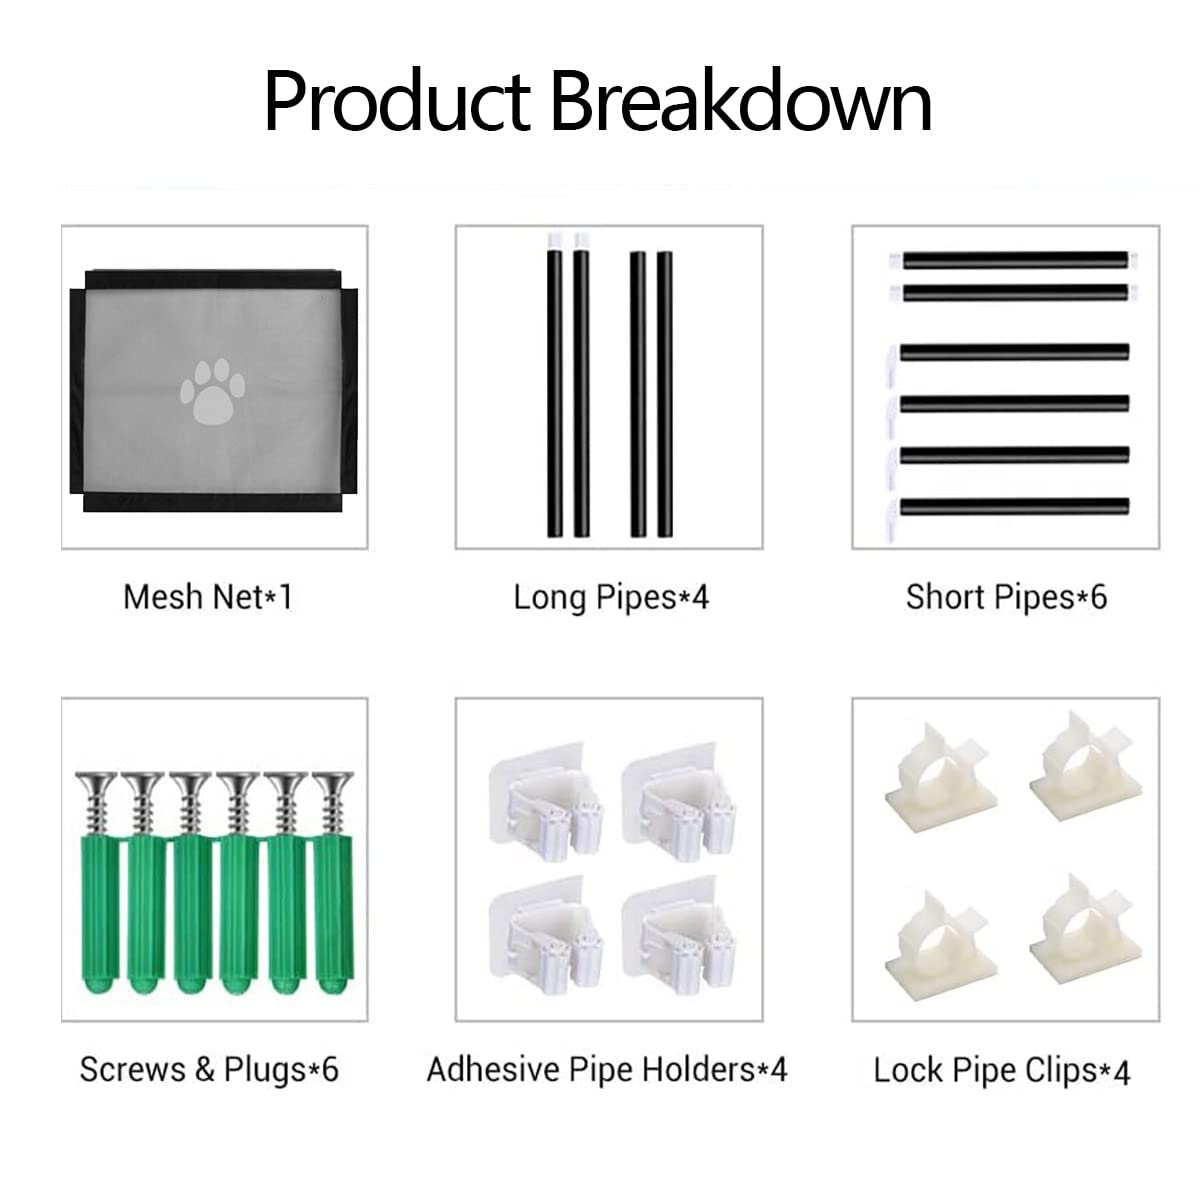 Product Breakdown
Mesh Net*1
Long Pipes*4
Short Pipes*6
Screws & Plugs*6
Adhesive Pipe Holders*4
Lock Pipe Clips*4